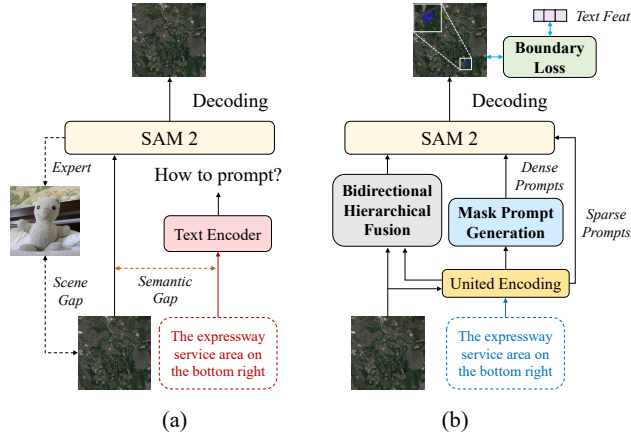 Decoding
SAM 2
Expert
How to prompt?
Text Encoder
Scene
Gap
Semantic
Gap
The expressway
service area on
the bottom right
(a)
Text Feat
Boundary
Loss
Decoding
SAM 2
Dense
Prompts
Bidirectional
Hierarchical
Fusion
Mask Prompt
Generation
Sparse
Prompts
United Encoding
The expressway
service area on
the bottom right
(b)